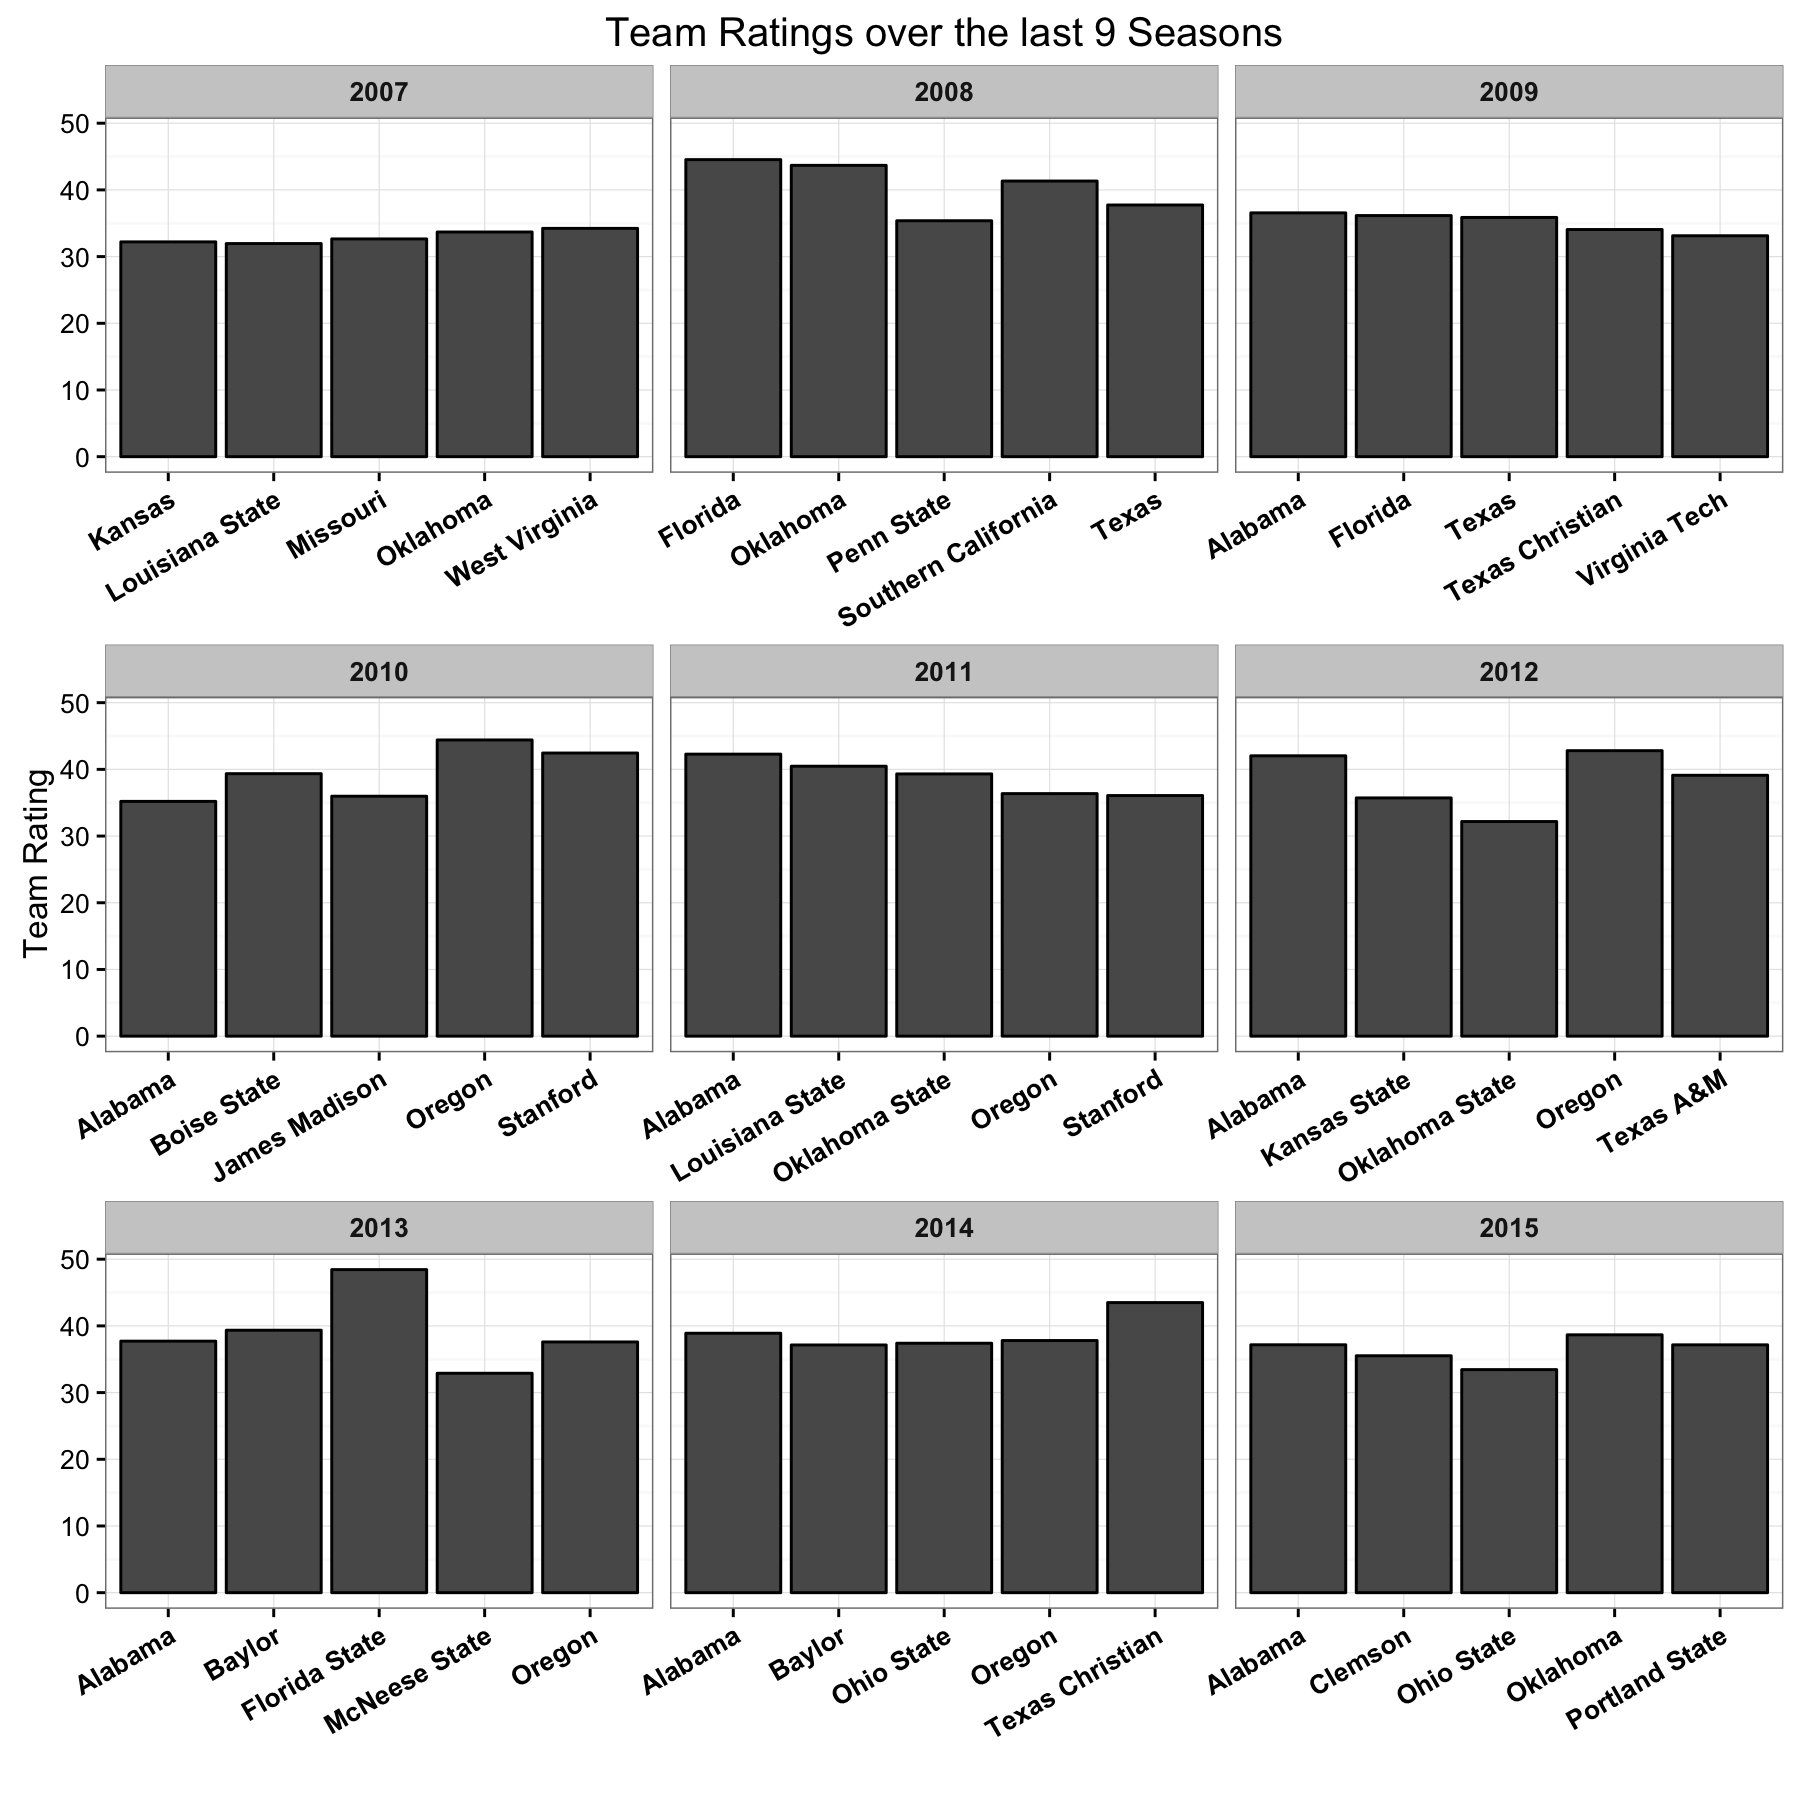 Team Ratings over the last 9 Seasons
2007
2008
2009
50
40
30
20
10
0
Kansas
Louisiana State
Missouri
Oklahoma
West Virginia
Florida
Oklahoma
Penn State
Southern California
Texas
Alabama
Florida
Texas
Texas Christian
Virginia Tech
Team Rating
2010
2011
2012
50
40
30
20
10
0
Alabama
Boise State
James Madison
Oregon
Stanford
Alabama
Louisiana State
Oklahoma State
Oregon
Stanford
Alabama
Kansas State
Oklahoma State
Oregon
Texas A&M
2013
2014
2015
50
40
30
20
10
0
Alabama
Baylor
Florida State
McNeese State
Oregon
Alabama
Baylor
Ohio State
Oregon
Texas Christian
Alabama
Clemson
Ohio State
Oklahoma
Portland State